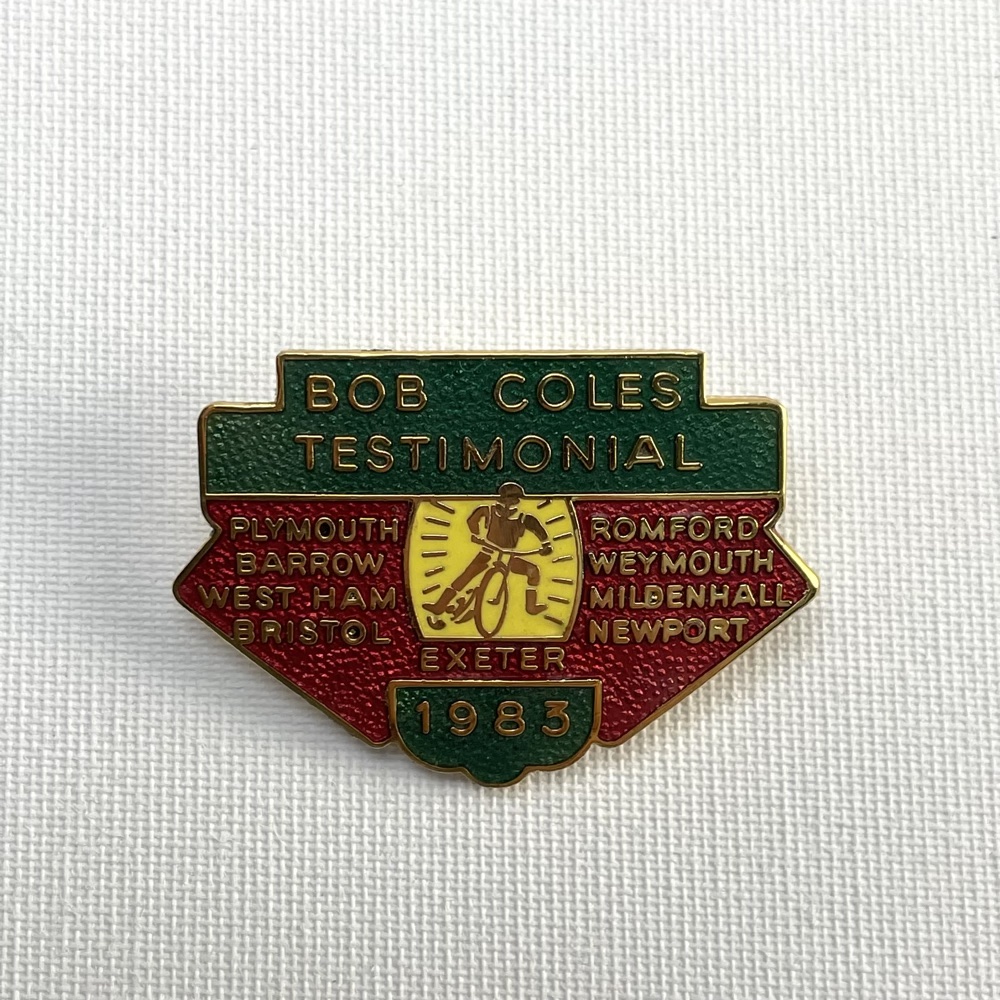 BOB COLES
TESTIMONIAL
PLYMOUTH
BARROW
WEST HAM
BRISTOL
ROMFORD
WEYMOUTH
MILDENHALL
NEWPORT
EXETER
1983